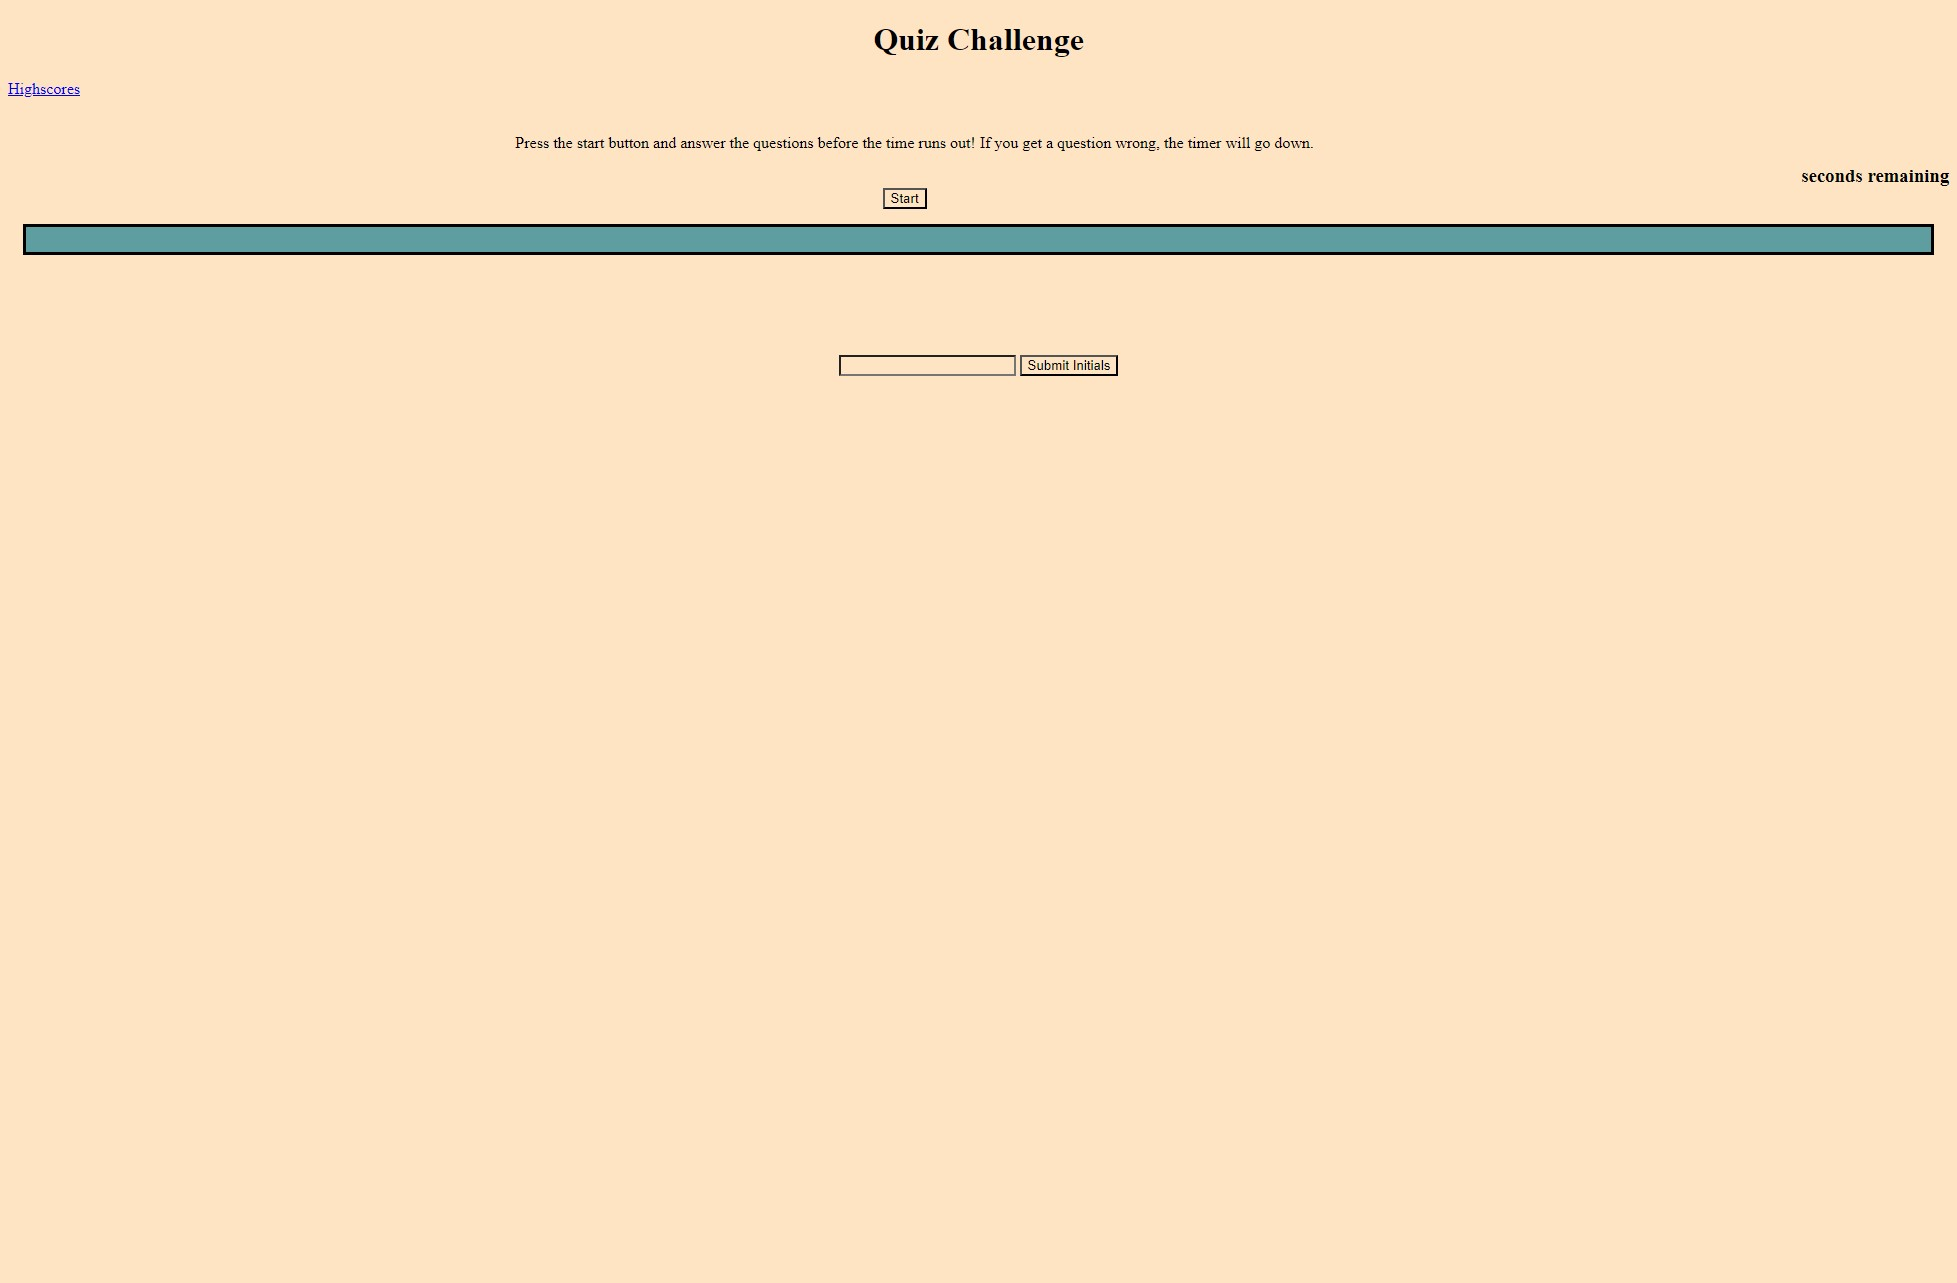 Quiz Challenge
Highscores
Press the start button and answer the questions before the time runs out! If you get a question wrong, the timer will go down.
seconds remaining
Start
Submit Initials